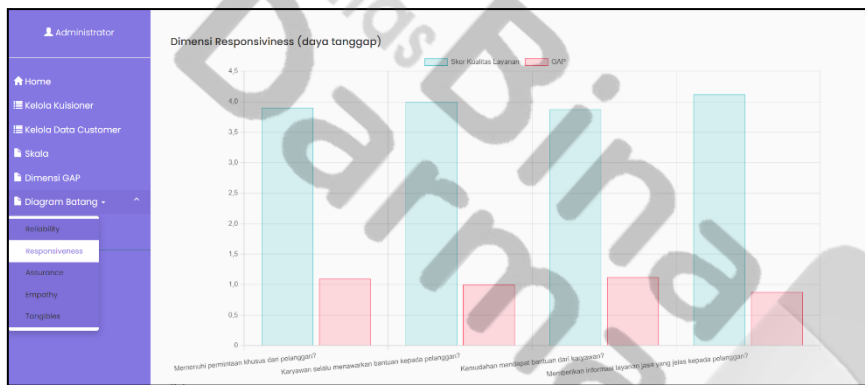 Administrator
Home
Kelola Kuisioner
Kelola Data Customer
Skala
Dimensi GAP
Diagram Batang
Reliability
Responsiveness
Assurance
Empathy
Tangibles
Dimensi Responsiviness (daya tanggap)
Skor Kualitas Layanan GAP
4,5
4,0
3,5
3,0
2,5
2,0
1,5
1,0
0,5
0
Memenuhi permintaan khusus dari pelanggan?
Karyawan selalu menawarkan bantuan kepada pelanggan?
Kemudahan mendapat bantuan dari karyawan?
Memberikan informasi layanan jasa yang jelas kepada pelanggan?
Bina
Darma